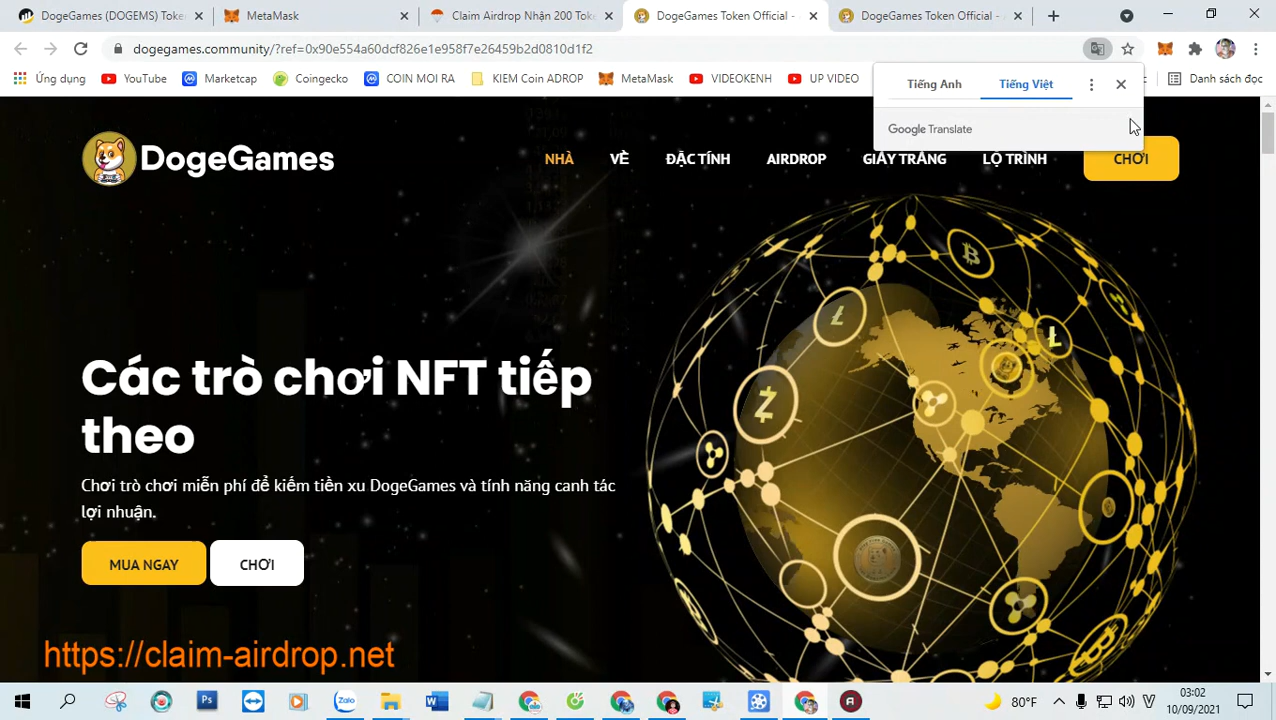 DogeGames (DOGEMS) Token
MetaMask
Claim Airdrop Nhận 200 Toke
DogeGames Token Official -
DogeGames Token Official -
dogegames.community/?ref=0x90e554a60dcf826e1e958f7e26459b2d0810d1f2
Ứng dụng
YouTube
Marketcap
Coingecko
COIN MOI RA
KIEM Coin ADROP
MetaMask
VIDEOKENH
UP VIDEO
Danh sách đọc
Tiếng Anh
Tiếng Việt
Google Translate
DogeGames
NHÀ
VỀ
ĐẶC TÍNH
AIRDROP
GIẤY TRẮNG
LỘ TRÌNH
CHƠI
Các trò chơi NFT tiếp
theo
Chơi trò chơi miễn phí để kiếm tiền xu DogeGames và tính năng canh tác
lợi nhuận.
MUA NGAY
CHƠI
https://claim-airdrop.net
Ps
Zalo
80°F
V
03:02
10/09/2021